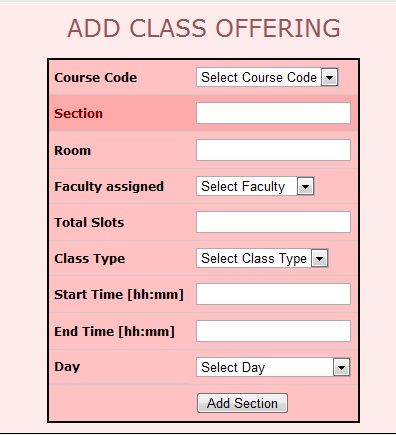 ADD CLASS OFFERING
Course Code Select Course Code
Section
Room
Faculty assigned Select Faculty
Total Slots
Class Type Select Class Type
Start Time [hh:mm]
End Time [hh:mm]
Day Select Day
Add Section